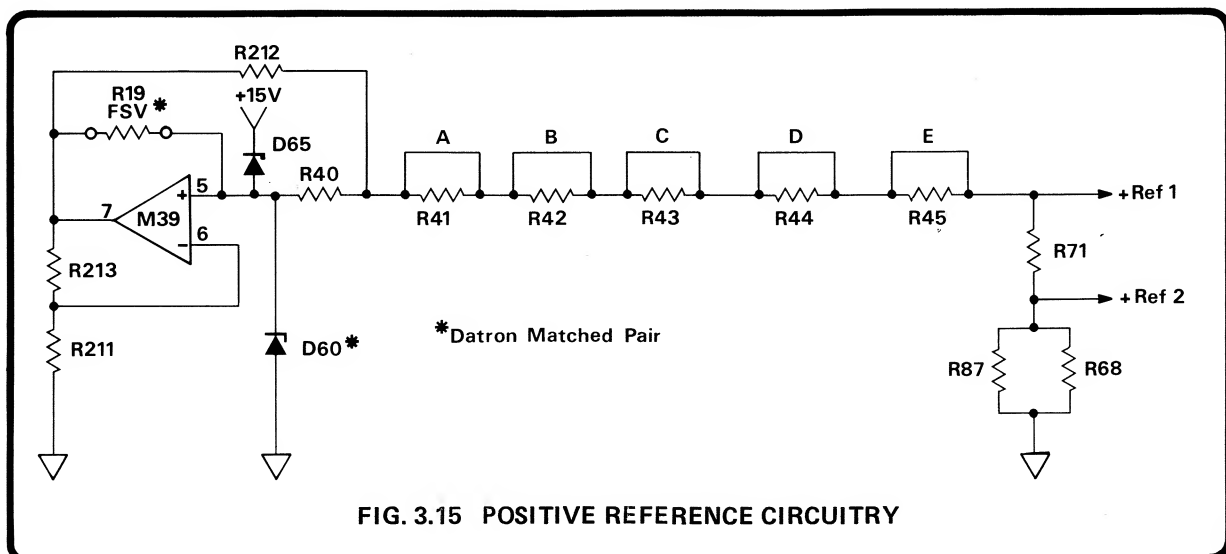 R212
R19
FSV *
+15V
D65
R40
A
B
C
D
E
R41
R42
R43
R44
R45
+Ref 1
5
7
M39
+
6
−
R213
R71
+Ref 2
R211
D60*
*Datron Matched Pair
R87
R68
FIG. 3.15 POSITIVE REFERENCE CIRCUITRY